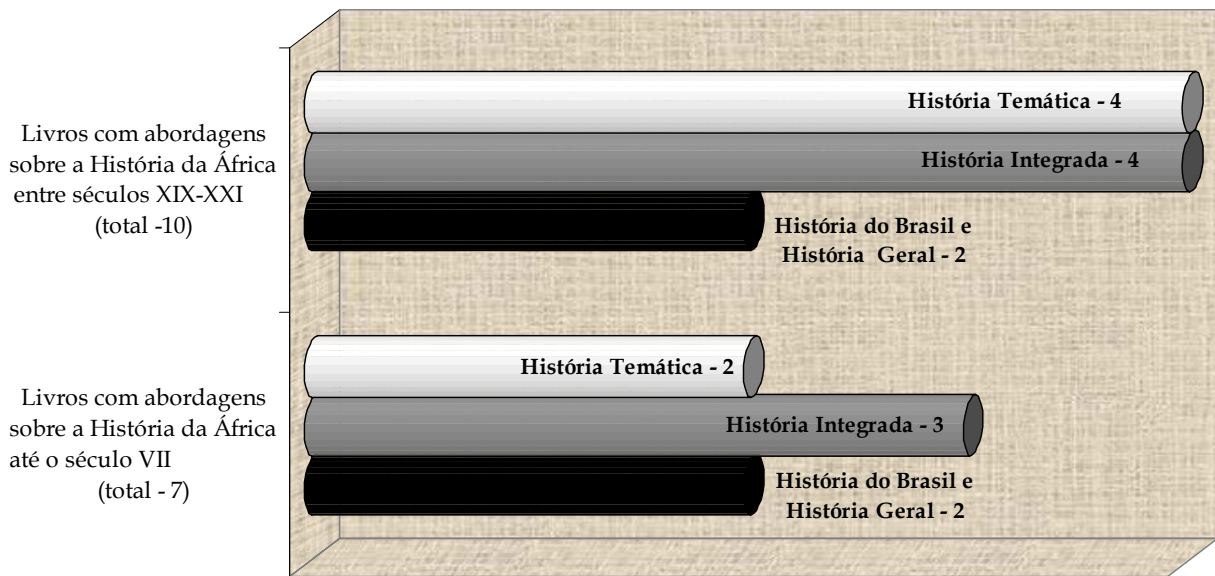 Livros com abordagens
sobre a História da África
entre séculos XIX-XXI
(total -10)
História Temática - 4
História Integrada - 4
História do Brasil e
História Geral - 2
Livros com abordagens
sobre a História da África
até o século VII
(total - 7)
História Temática - 2
História Integrada - 3
História do Brasil e
História Geral - 2